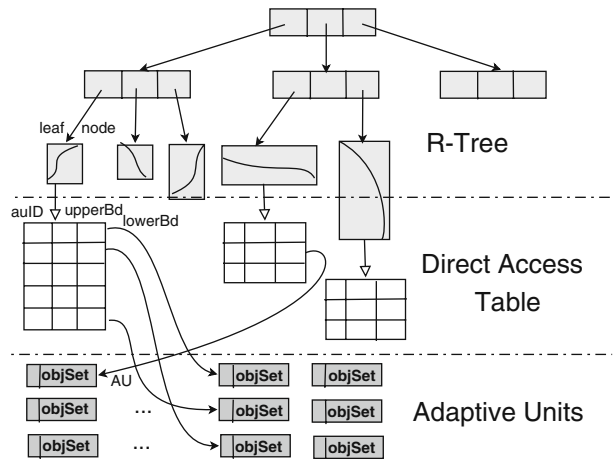 leaf node
R-Tree
auID upperBd
lowerBd
Direct Access
Table
objSet
AU
objSet
objSet
objSet
...
objSet
objSet
Adaptive Units
objSet
...
objSet
objSet